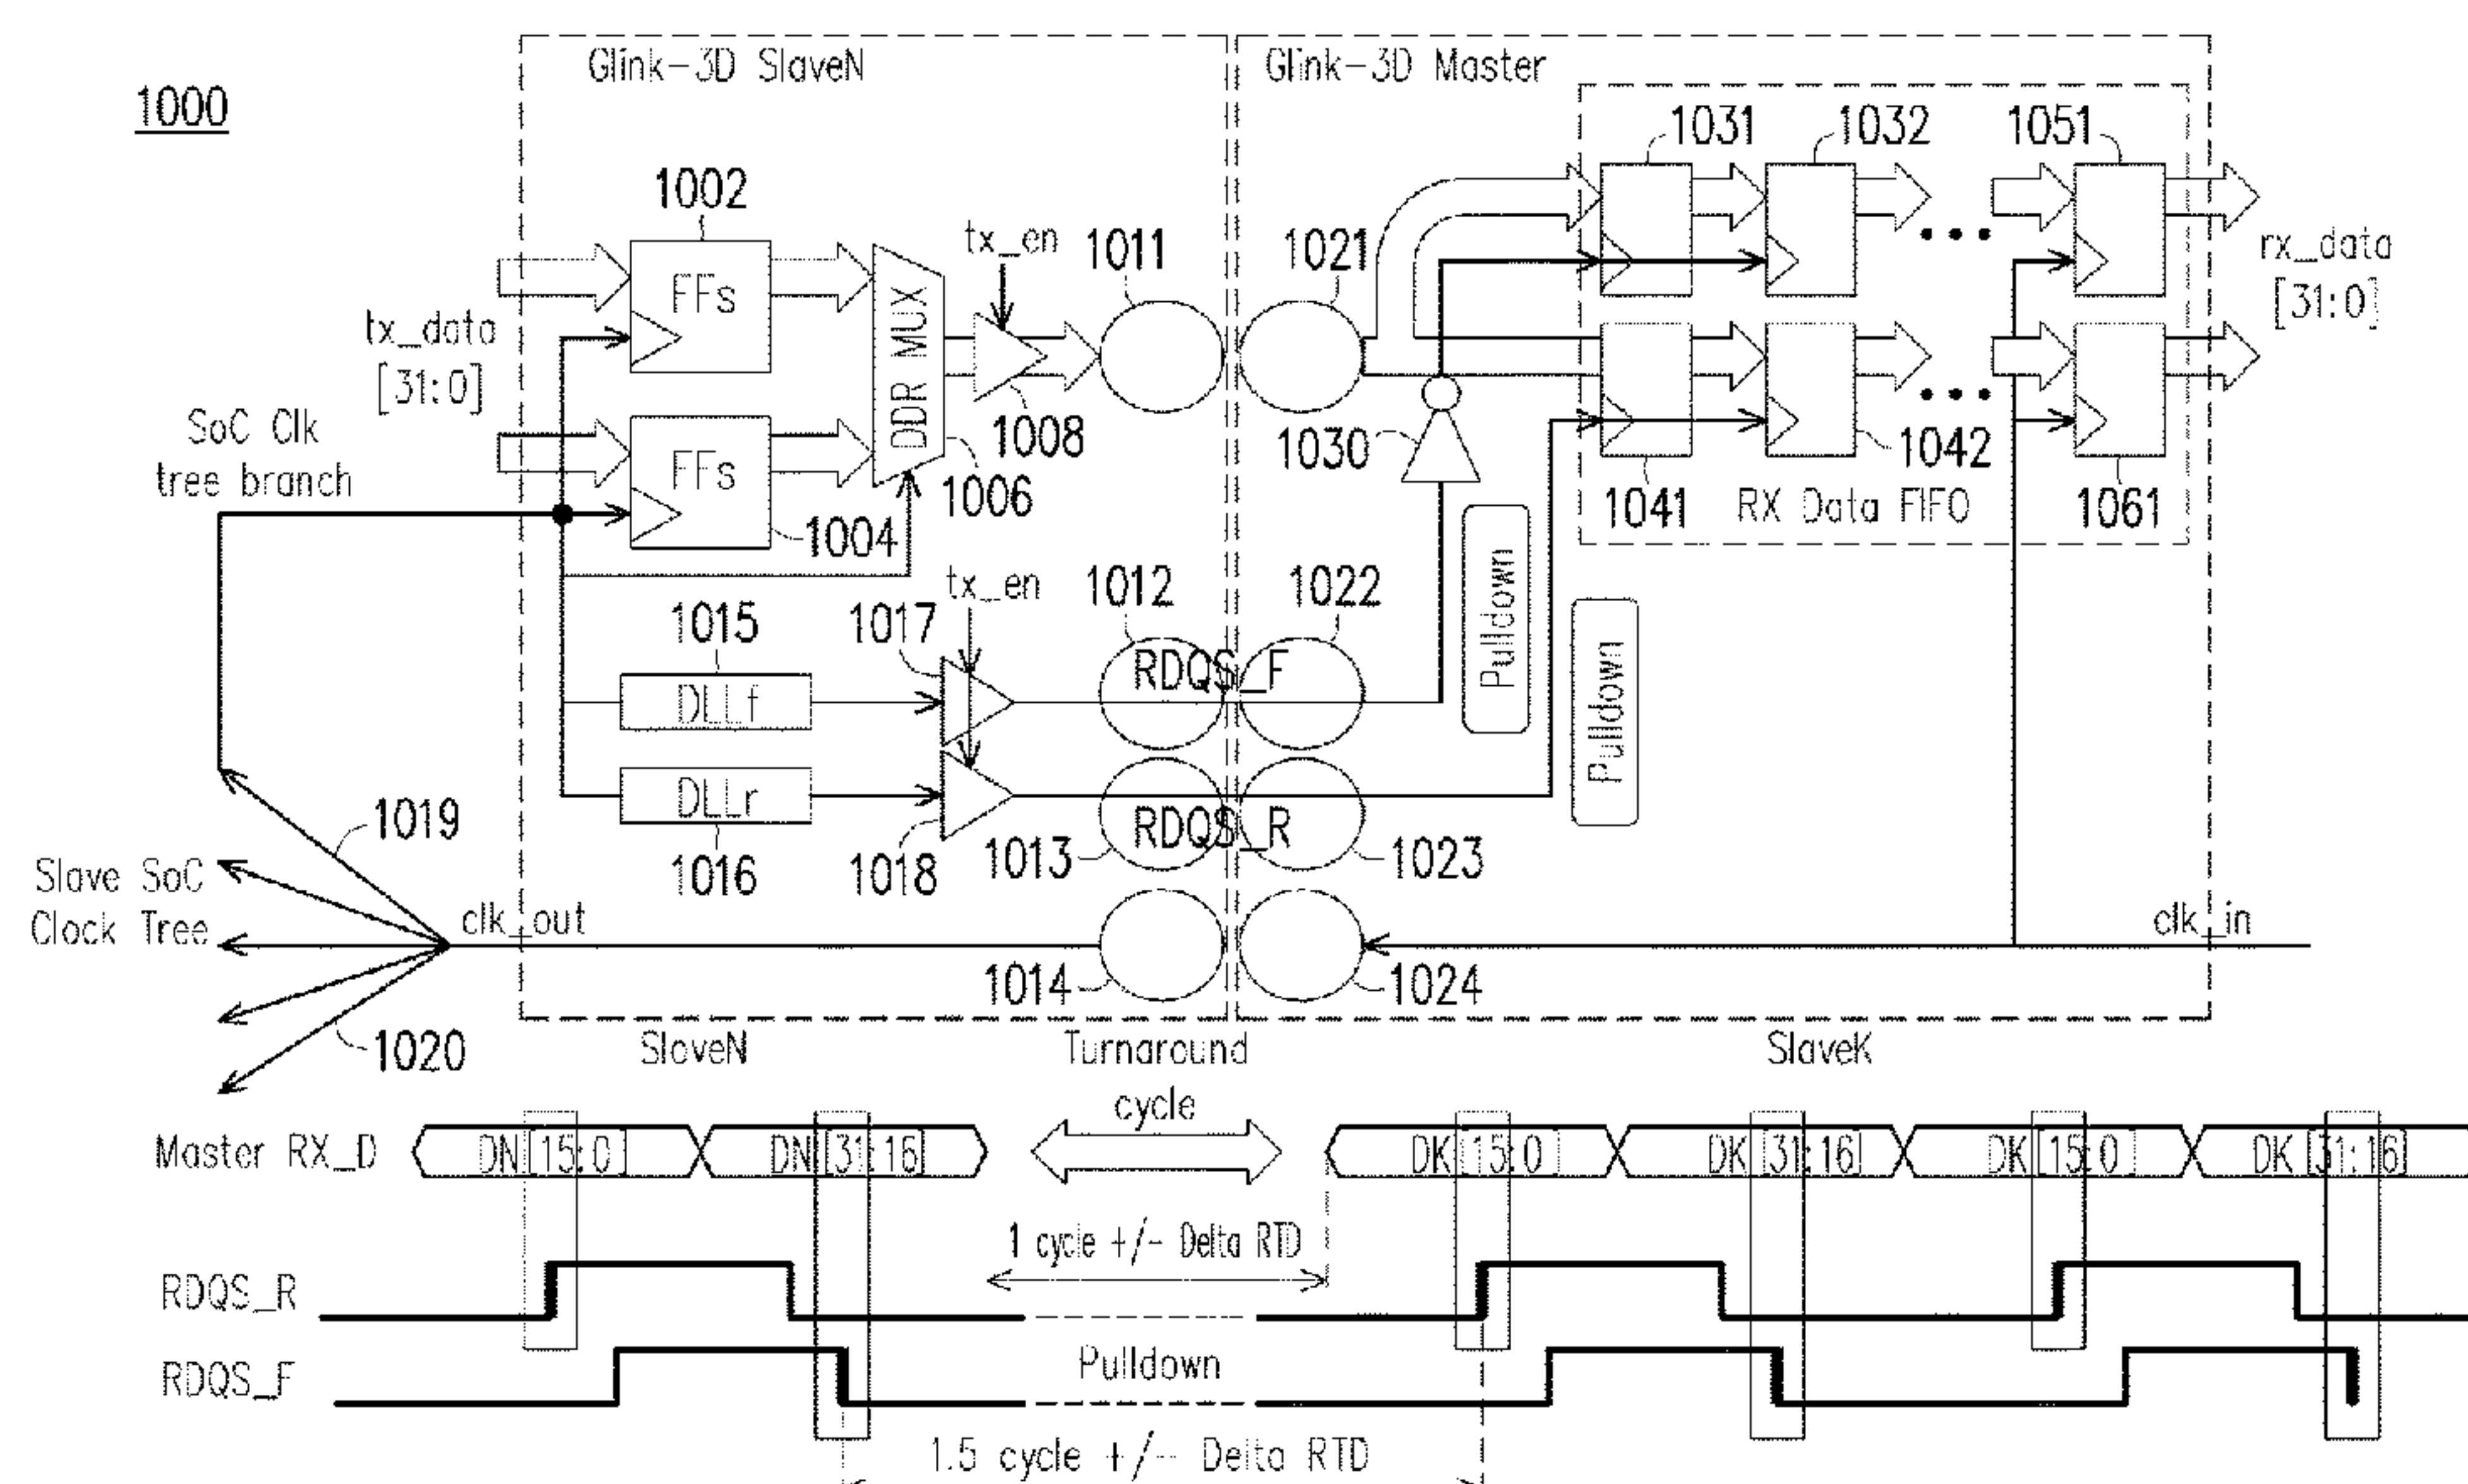 1000
Glink-3D SlaveN
Glink-3D Master
1031
1032
1051
1002
tx_en
1011
1021
FFs
DDR MUX
rx_data
[31:0]
tx_data
[31:0]
1008
1030
SoC Clk
tree branch
FFs
1004
1006
1042
1041
RX Data FIFO
1061
tx_en
1012
1022
Pulldown
1015
1017
RDQS_F
DLLf
Pulldown
DLLr
RDQS_R
1016
1018
1013
1023
1019
Slave SoC
Clock Tree
clk_out
clk_in
1014
1024
1020
SlaveN
Turnaround
cycle
SlaveK
Master RX_D
DN[15:0]
DN[31:16]
DK[15:0]
DK[31:16]
DK[15:0]
DK[31:16]
1 cycle +/- Delta RTD
RDQS_R
Pulldown
RDQS_F
1.5 cycle +/- Delta RTD